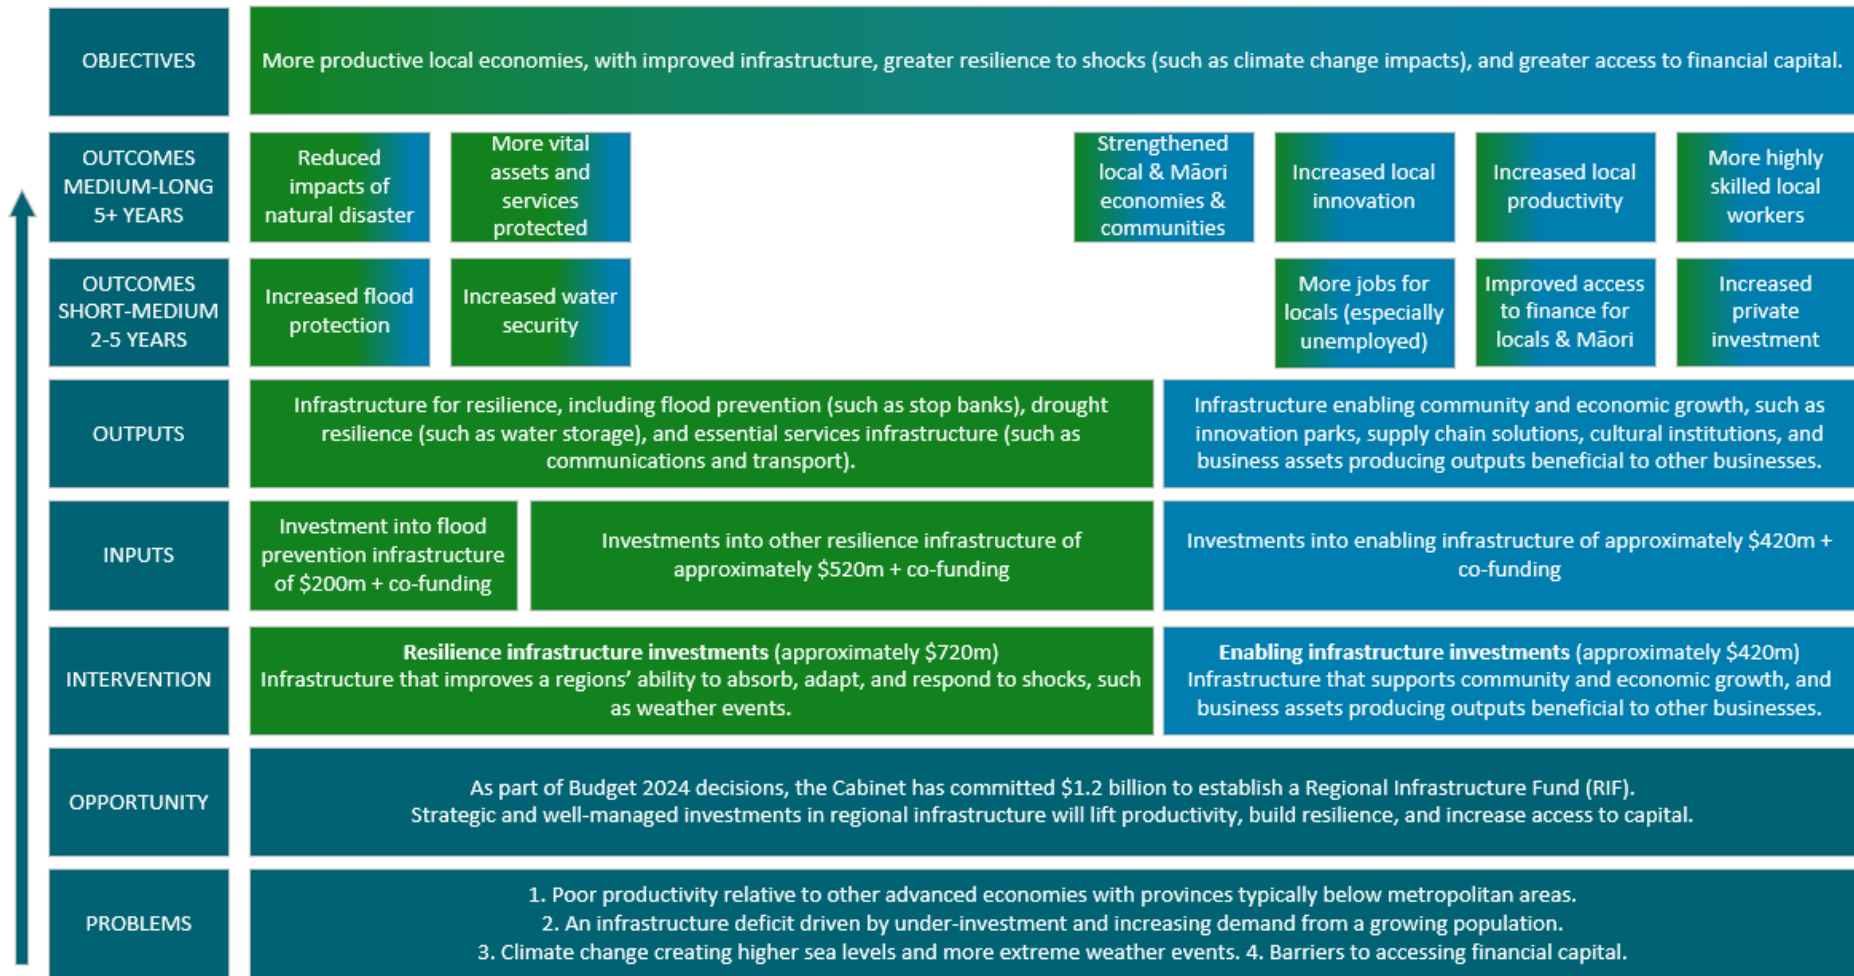 OBJECTIVES
More productive local economies, with improved infrastructure, greater resilience to shocks (such as climate change impacts), and greater access to financial capital.
OUTCOMES
MEDIUM-LONG
5+ YEARS
Reduced
impacts of
natural disaster
More vital
assets and
services
protected
Strengthened
local & Māori
economies &
communities
Increased local
innovation
Increased local
productivity
More highly
skilled local
workers
OUTCOMES
SHORT-MEDIUM
2-5 YEARS
Increased flood
protection
Increased water
security
More jobs for
locals (especially
unemployed)
Improved access
to finance for
locals & Māori
Increased
private
investment
OUTPUTS
Infrastructure for resilience, including flood prevention (such as stop banks), drought
resilience (such as water storage), and essential services infrastructure (such as
communications and transport).
Infrastructure enabling community and economic growth, such as
innovation parks, supply chain solutions, cultural institutions, and
business assets producing outputs beneficial to other businesses.
INPUTS
Investment into flood
prevention infrastructure
of $200m + co-funding
Investments into other resilience infrastructure of
approximately $520m + co-funding
Investments into enabling infrastructure of approximately $420m +
co-funding
INTERVENTION
Resilience infrastructure investments (approximately $720m)
Infrastructure that improves a regions' ability to absorb, adapt, and respond to shocks, such
as weather events.
Enabling infrastructure investments (approximately $420m)
Infrastructure that supports community and economic growth, and
business assets producing outputs beneficial to other businesses.
OPPORTUNITY
As part of Budget 2024 decisions, the Cabinet has committed $1.2 billion to establish a Regional Infrastructure Fund (RIF).
Strategic and well-managed investments in regional infrastructure will lift productivity, build resilience, and increase access to capital.
PROBLEMS
1. Poor productivity relative to other advanced economies with provinces typically below metropolitan areas.
2. An infrastructure deficit driven by under-investment and increasing demand from a growing population.
3. Climate change creating higher sea levels and more extreme weather events. 4. Barriers to accessing financial capital.